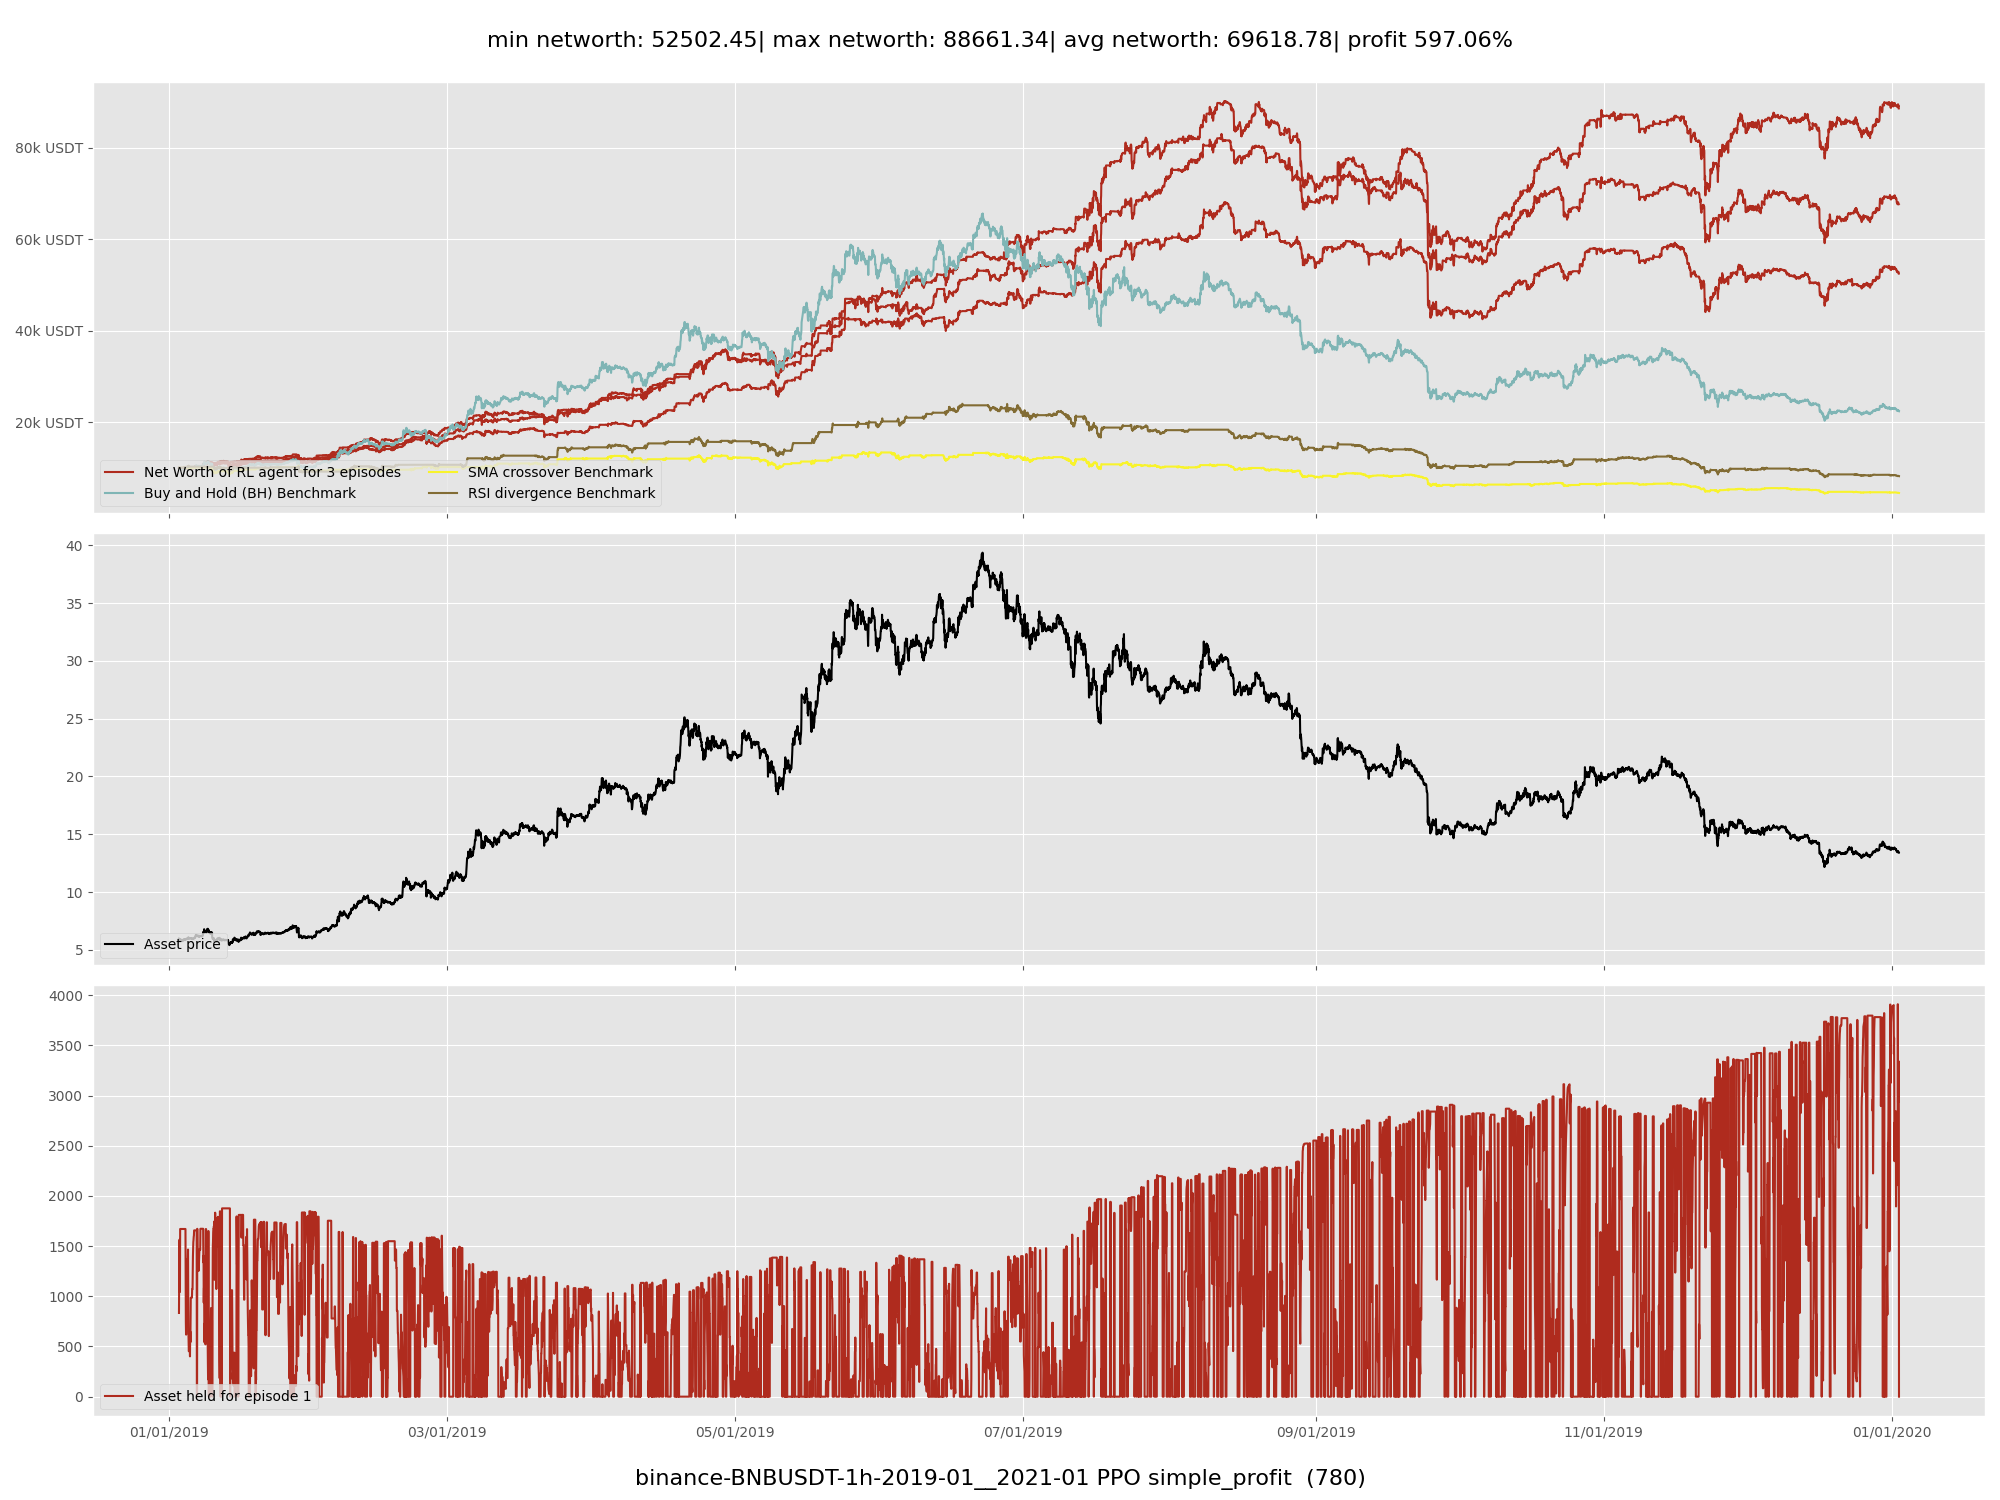 min networth: 52502.45| max networth: 88661.34| avg networth: 69618.78| profit 597.06%
80k USDT
60k USDT
40k USDT
20k USDT
Net Worth of RL agent for 3 episodes
Buy and Hold (BH) Benchmark
SMA crossover Benchmark
RSI divergence Benchmark
40
35
30
25
20
15
10
5
Asset price
4000
3500
3000
2500
2000
1500
1000
500
0
Asset held for episode 1
01/01/2019 03/01/2019 05/01/2019 07/01/2019 09/01/2019 11/01/2019 01/01/2020
binance-BNBUSDT-1h-2019-01__2021-01 PPO simple_profit (780)